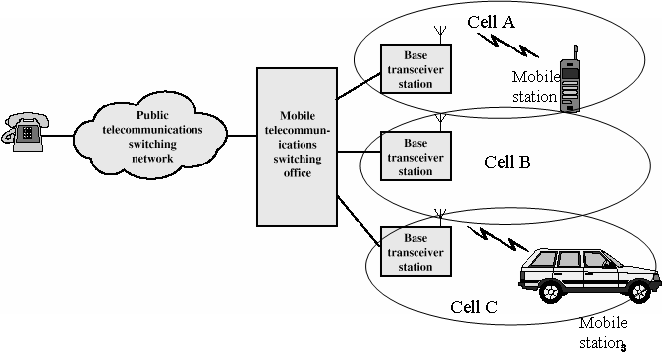 Cell A
Base
transceiver
station
Mobile
station
Public
telecommunications
switching
network
Mobile
telecommun-
ications
switching
office
Base
transceiver
station
Cell B
Base
transceiver
station
Cell C
Mobile
station
3